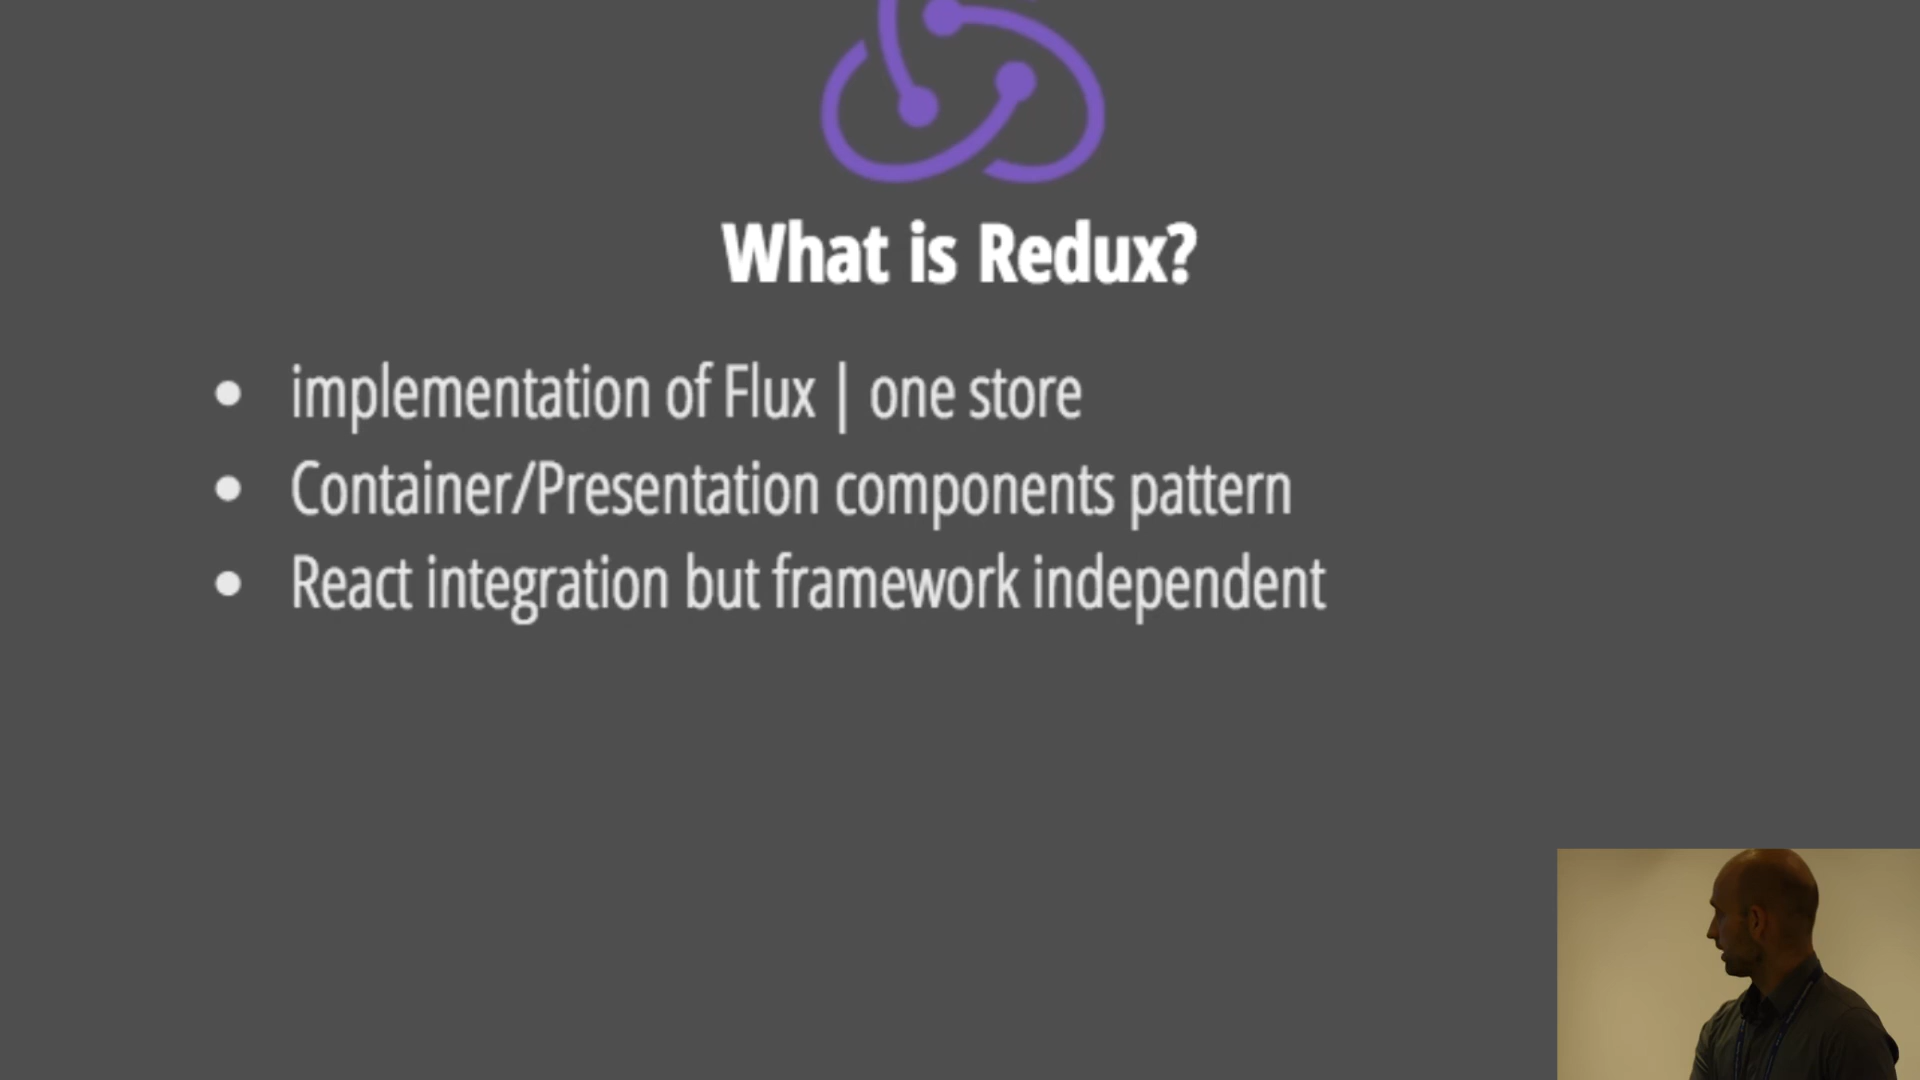 What is Redux?
implementation of Flux | one store
Container/Presentation components pattern
React integration but framework independent